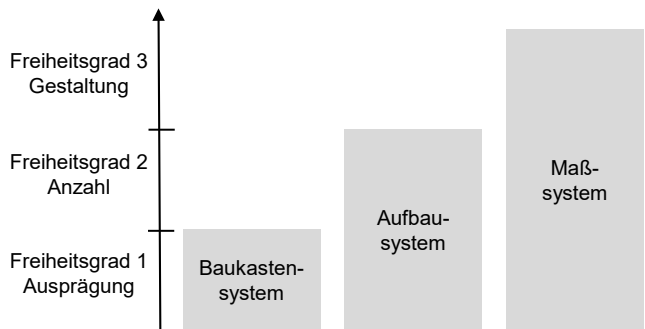 Freiheitsgrad 3
Gestaltung
Freiheitsgrad 2
Anzahl
Freiheitsgrad 1
Ausprägung
Baukasten-
system
Aufbau-
system
Maß-
system